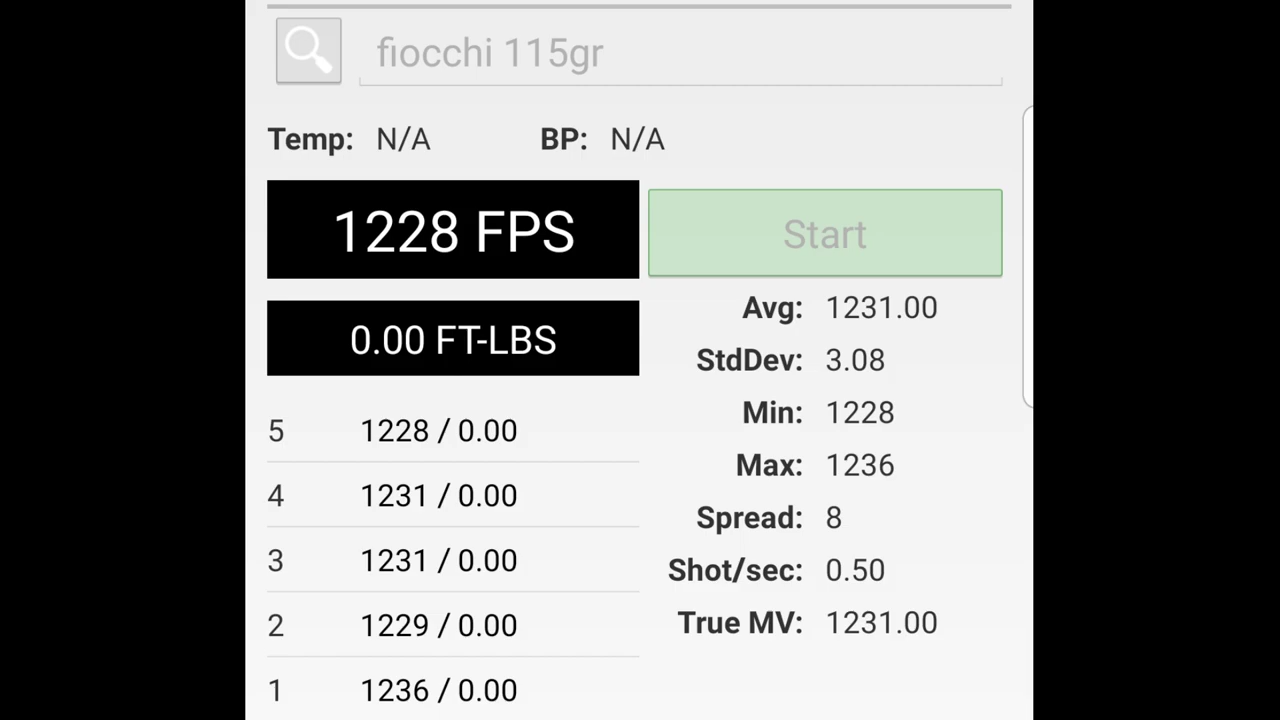 fiocchi 115gr
Temp: N/A BP: N/A
1228 FPS
Start
0.00 FT-LBS
Avg: 1231.00
StdDev: 3.08
Min: 1228
Max: 1236
Spread: 8
Shot/sec: 0.50
True MV: 1231.00
5 1228 / 0.00
4 1231 / 0.00
3 1231 / 0.00
2 1229 / 0.00
1 1236 / 0.00